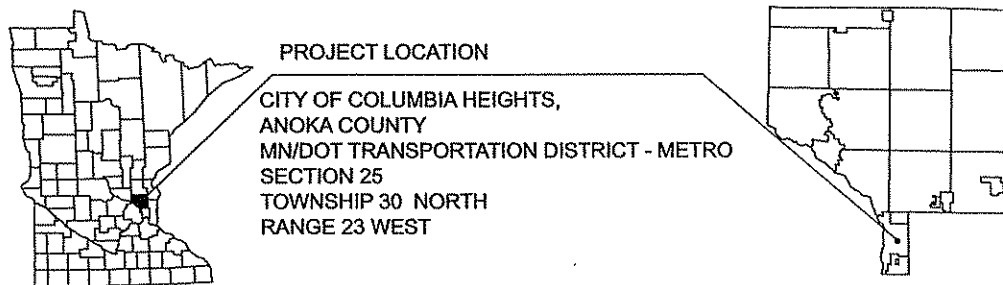 PROJECT LOCATION
CITY OF COLUMBIA HEIGHTS,
ANOKA COUNTY
MN/DOT TRANSPORTATION DISTRICT - METRO
SECTION 25
TOWNSHIP 30 NORTH
RANGE 23 WEST